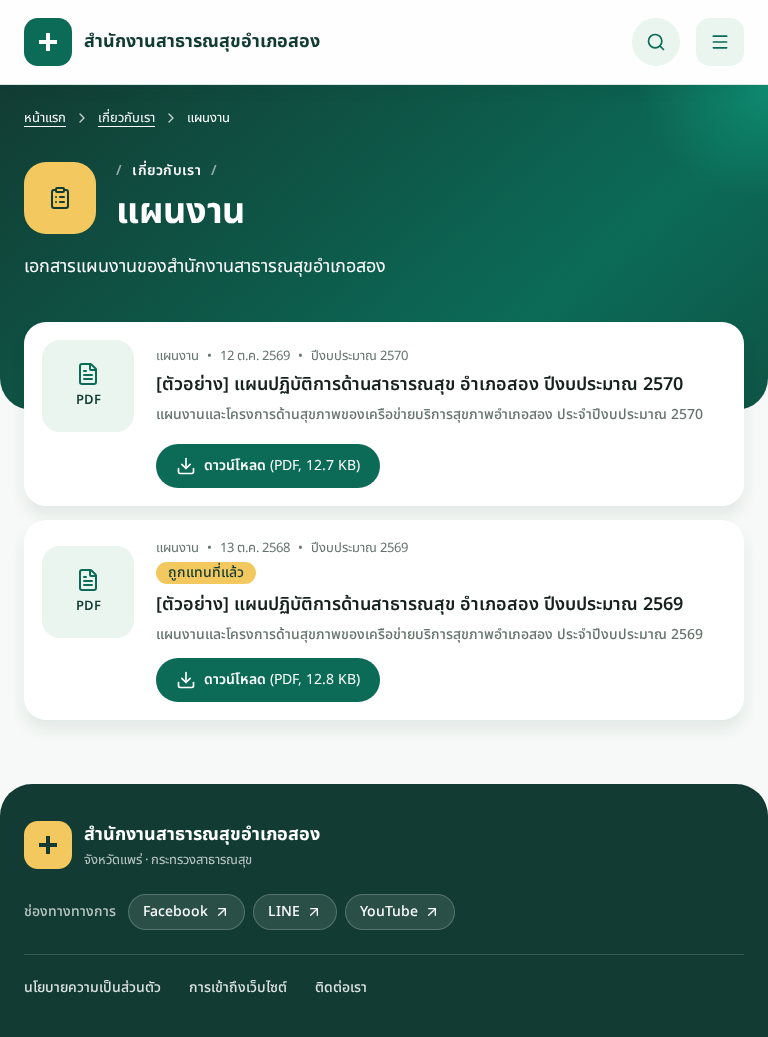 สำนักงานสาธารณสุขอำเภอสอง
หน้าแรก > เกี่ยวกับเรา > แผนงาน
/ เกี่ยวกับเรา /
แผนงาน
เอกสารแผนงานของสำนักงานสาธารณสุขอำเภอสอง
PDF
แผนงาน • 12 ต.ค. 2569 • ปีงบประมาณ 2570
[ตัวอย่าง] แผนปฏิบัติการด้านสาธารณสุข อำเภอสอง ปีงบประมาณ 2570
แผนงานและโครงการด้านสุขภาพของเครือข่ายบริการสุขภาพอำเภอสอง ประจำปีงบประมาณ 2570
ดาวน์โหลด (PDF, 12.7 KB)
PDF
แผนงาน • 13 ต.ค. 2568 • ปีงบประมาณ 2569
ถูกแทนที่แล้ว
[ตัวอย่าง] แผนปฏิบัติการด้านสาธารณสุข อำเภอสอง ปีงบประมาณ 2569
แผนงานและโครงการด้านสุขภาพของเครือข่ายบริการสุขภาพอำเภอสอง ประจำปีงบประมาณ 2569
ดาวน์โหลด (PDF, 12.8 KB)
สำนักงานสาธารณสุขอำเภอสอง
จังหวัดแพร่ · กระทรวงสาธารณสุข
ช่องทางทางการ Facebook LINE YouTube
นโยบายความเป็นส่วนตัว การเข้าถึงเว็บไซต์ ติดต่อเรา